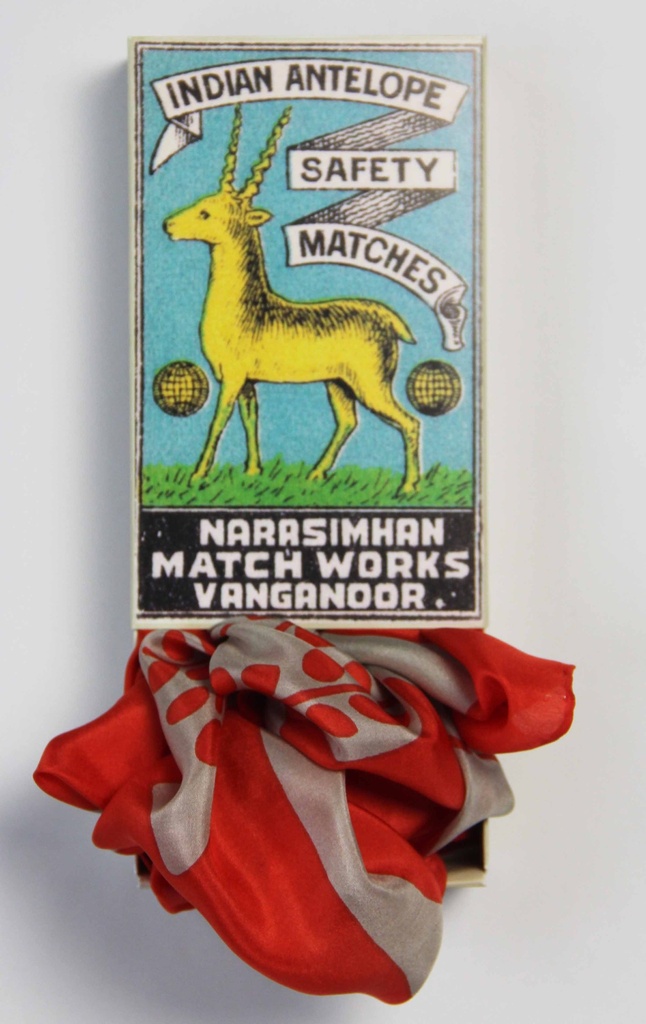 INDIAN ANTELOPE
SAFETY
MATCHES
NARASIMHAN
MATCH WORKS
VANGANOOR.